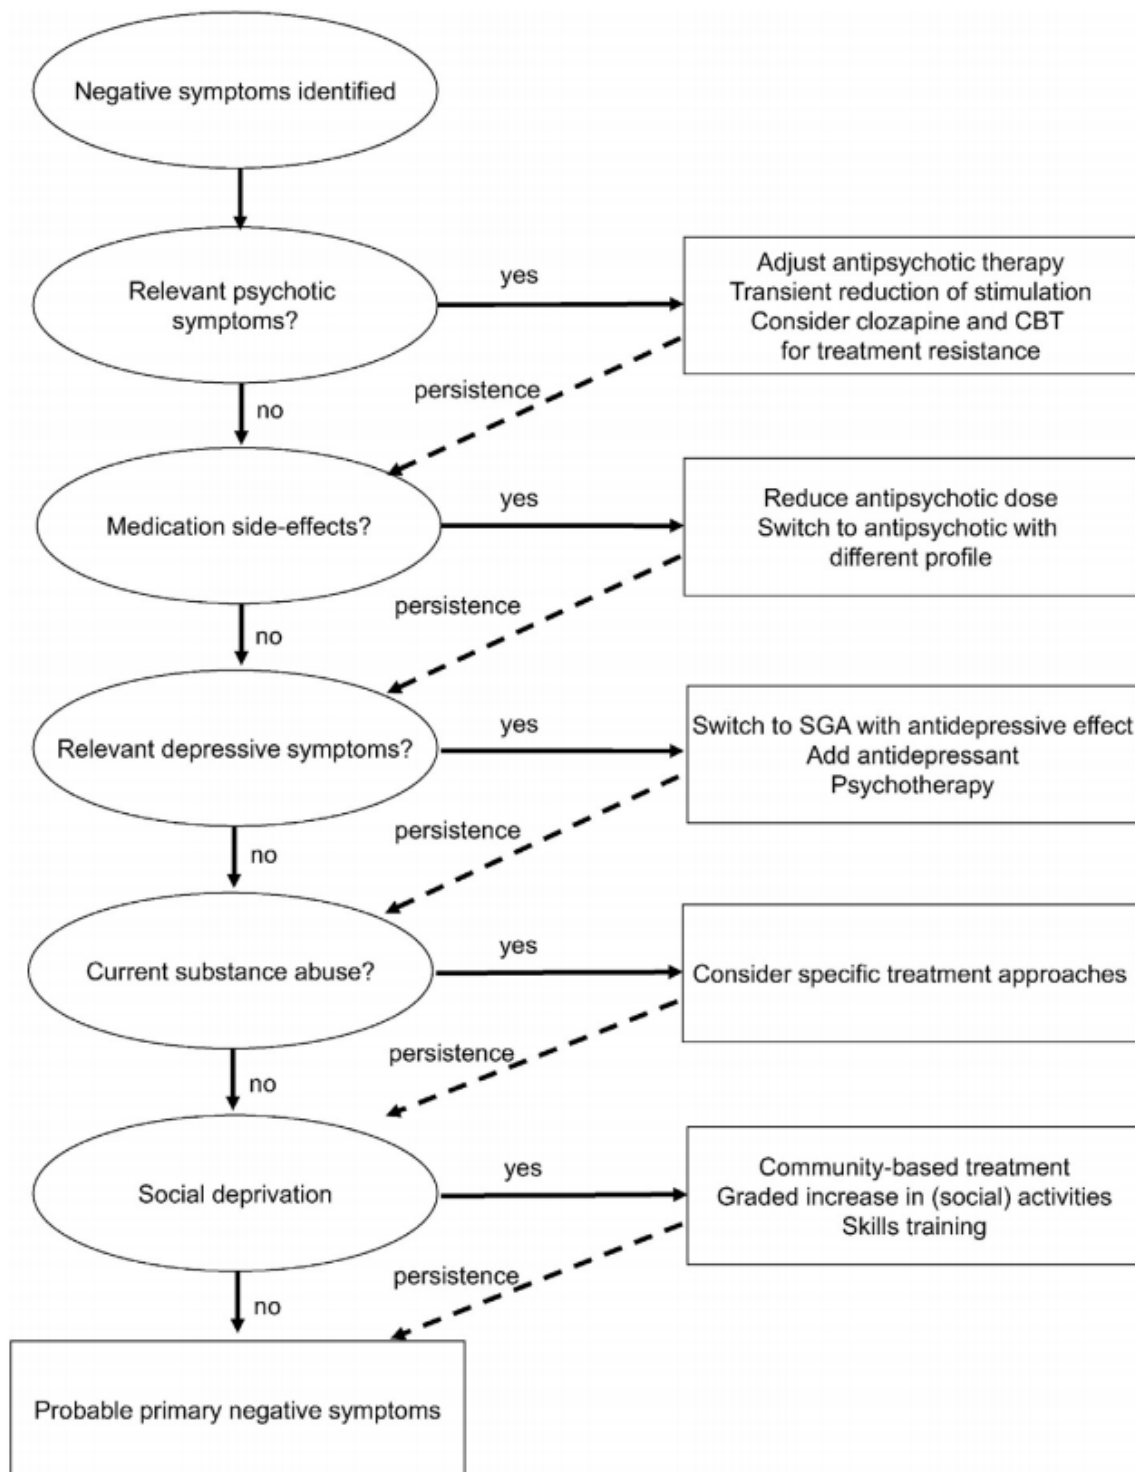 Negative symptoms identified
Relevant psychotic
symptoms?
yes
Adjust antipsychotic therapy
Transient reduction of stimulation
Consider clozapine and CBT
for treatment resistance
persistence
no
Medication side-effects?
yes
Reduce antipsychotic dose
Switch to antipsychotic with
different profile
persistence
no
Relevant depressive symptoms?
yes
Switch to SGA with antidepressive effect
Add antidepressant
Psychotherapy
persistence
no
Current substance abuse?
yes
Consider specific treatment approaches
persistence
no
Social deprivation
yes
Community-based treatment
Graded increase in (social) activities
Skills training
persistence
no
Probable primary negative symptoms